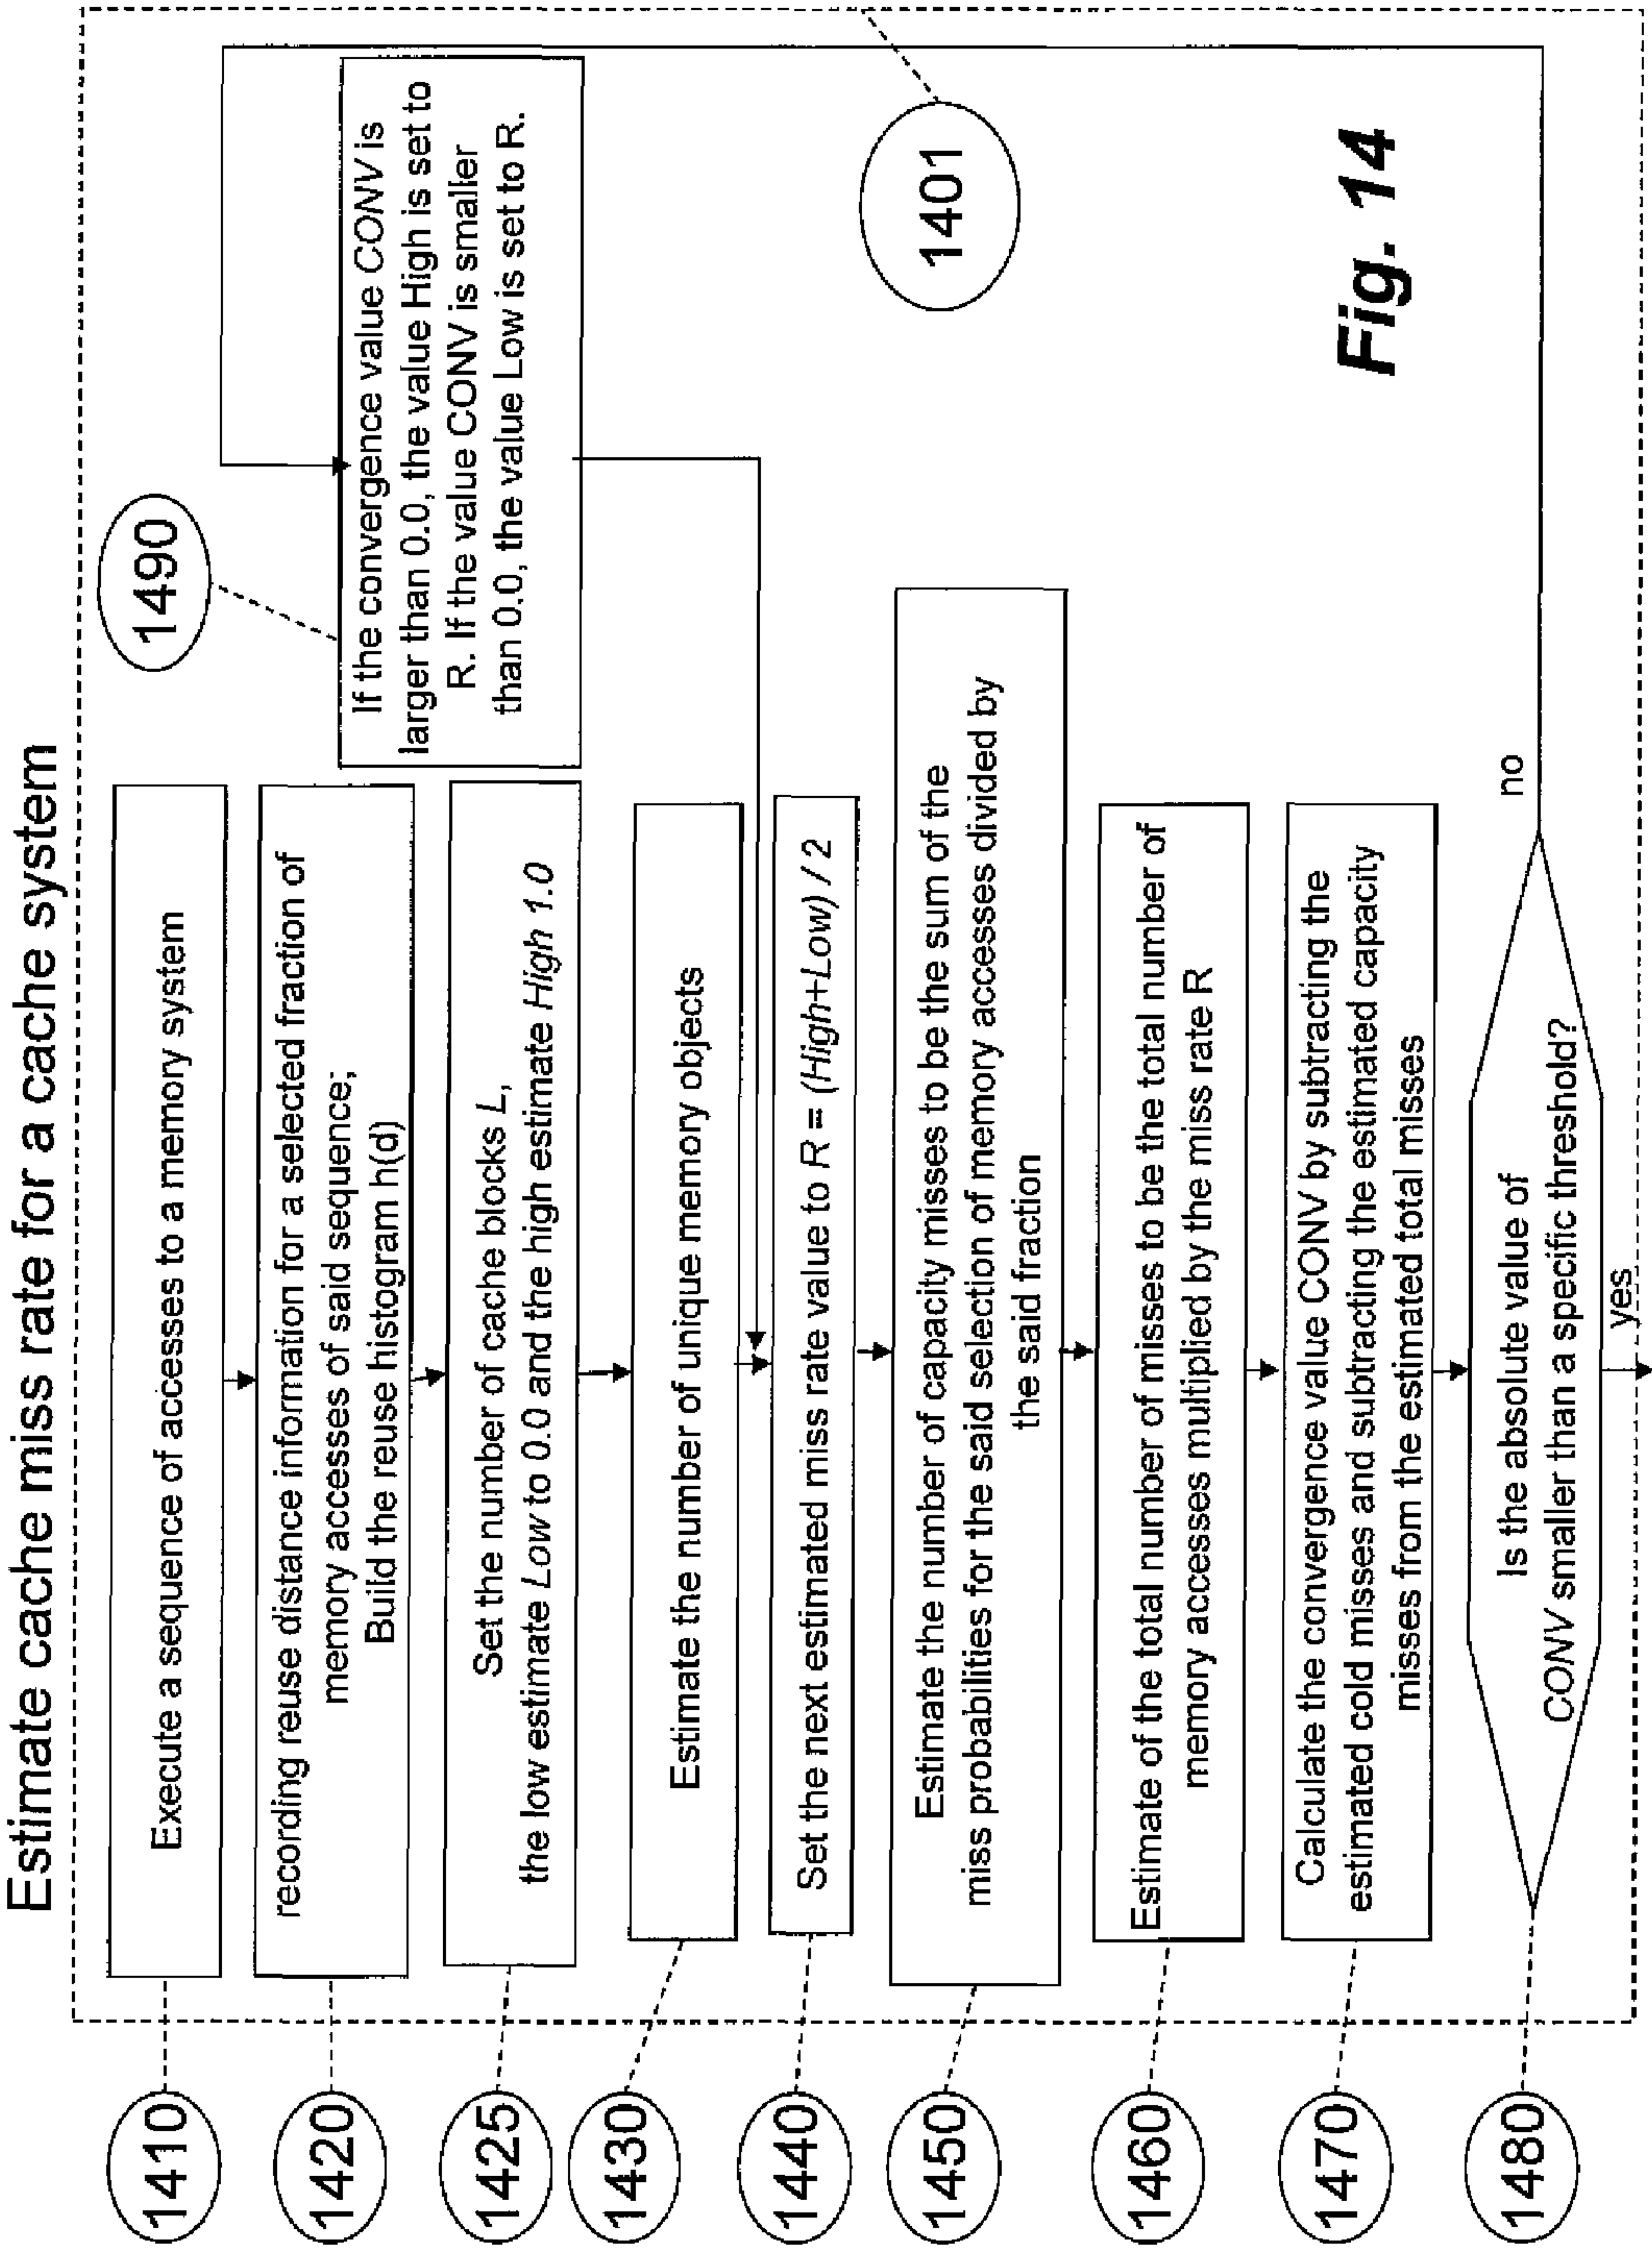 Estimate cache miss rate for a cache system
1410
Execute a sequence of accesses to a memory system
1420
recording reuse distance information for a selected fraction of
memory accesses of said sequence;
Build the reuse histogram h(d)
1425
Set the number of cache blocks L,
the low estimate Low to 0.0 and the high estimate High 1.0
1430
Estimate the number of unique memory objects
1440
Set the next estimated miss rate value to R = (High+Low) / 2
1450
Estimate the number of capacity misses to be the sum of the
miss probabilities for the said selection of memory accesses divided by
the said fraction
1460
Estimate of the total number of misses to be the total number of
memory accesses multiplied by the miss rate R
1470
Calculate the convergence value CONV by subtracting the
estimated cold misses and subtracting the estimated capacity
misses from the estimated total misses
1480
Is the absolute value of
CONV smaller than a specific threshold?
no
yes
1490
If the convergence value CONV is
larger than 0.0, the value High is set to
R. If the value CONV is smaller
than 0.0, the value Low is set to R.
1401
Fig. 14